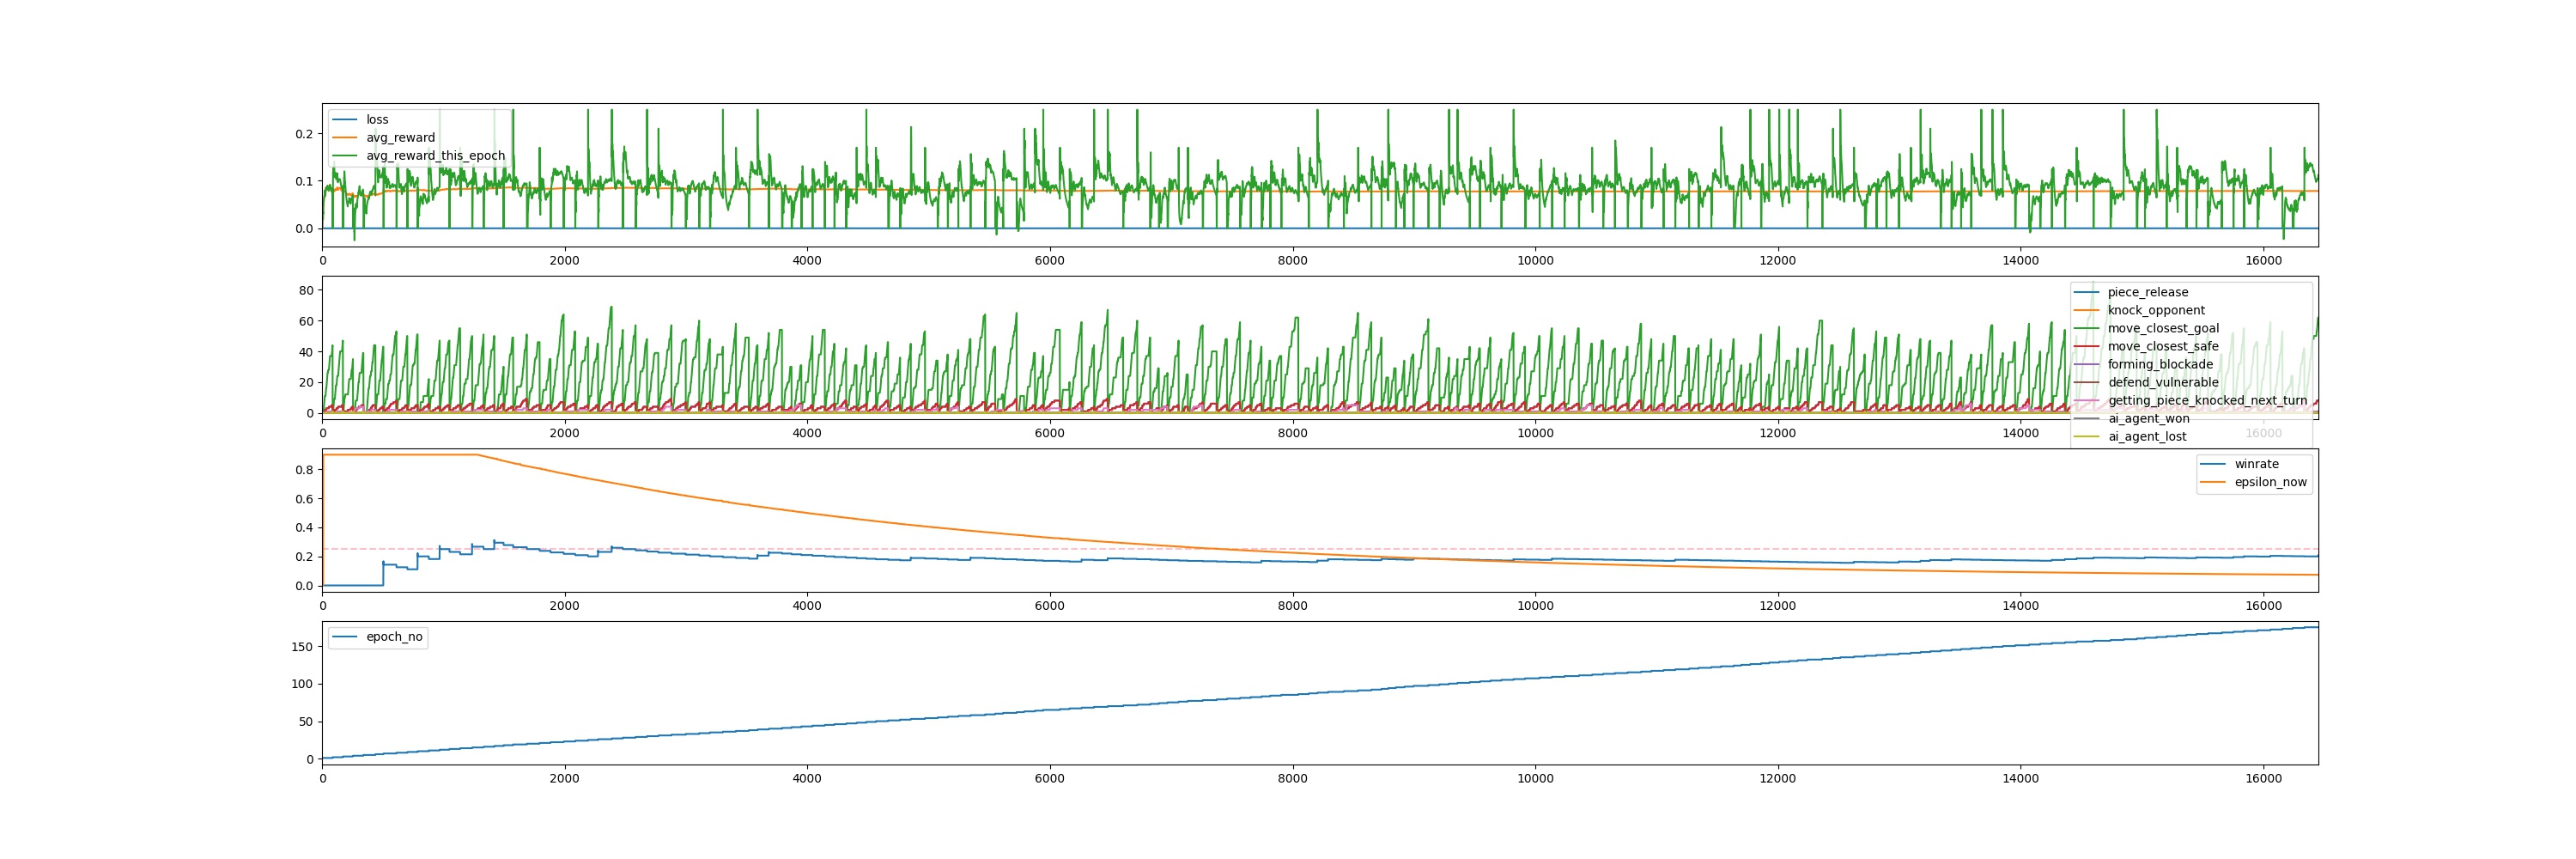 loss
avg_reward
avg_reward_this_epoch
0.2
0.1
0.0
0 2000 4000 6000 8000 10000 12000 14000 16000
piece_release
knock_opponent
move_closest_goal
move_closest_safe
forming_blockade
defend_vulnerable
getting_piece_knocked_next_turn
ai_agent_won
ai_agent_lost
80
60
40
20
0
0 2000 4000 6000 8000 10000 12000 14000 16000
winrate
epsilon_now
0.8
0.6
0.4
0.2
0.0
0 2000 4000 6000 8000 10000 12000 14000 16000
epoch_no
150
100
50
0
0 2000 4000 6000 8000 10000 12000 14000 16000